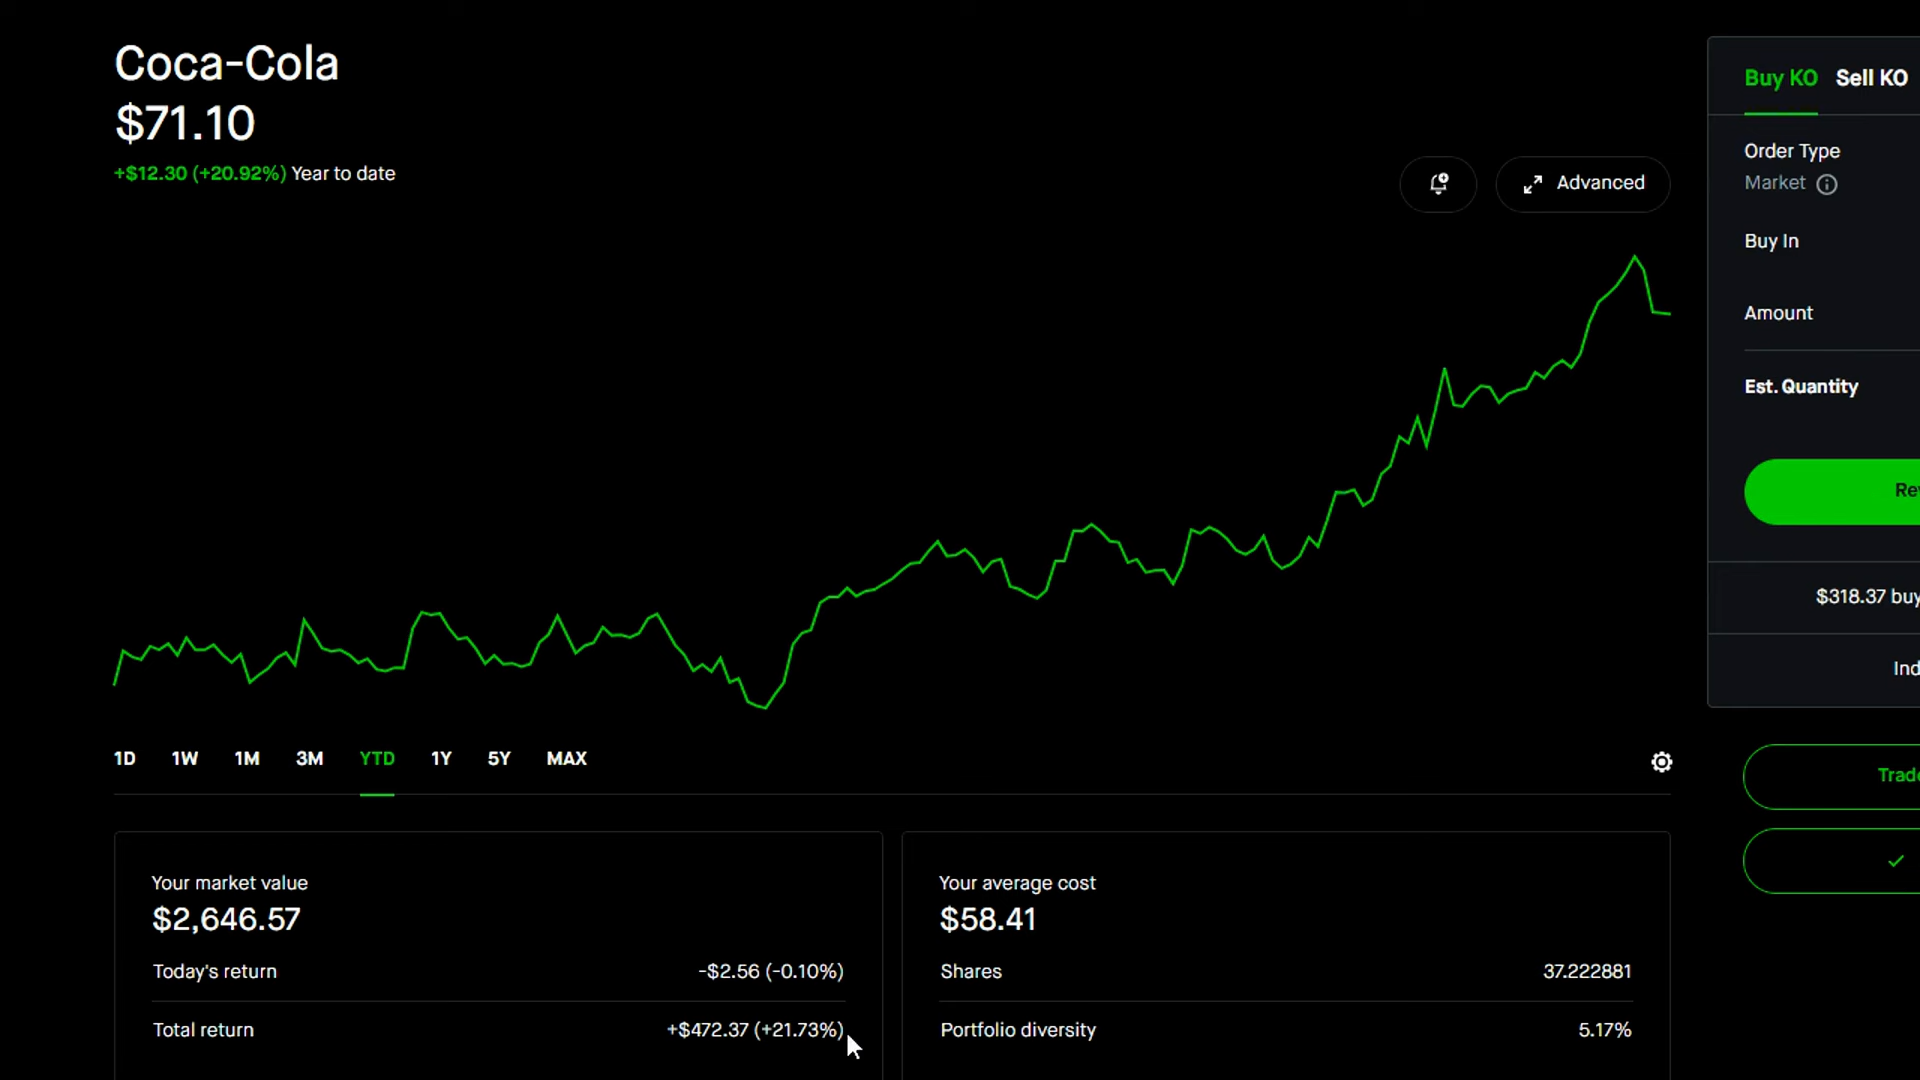 Coca-Cola
$71.10
+$12.30 (+20.92%) Year to date
Advanced
1D 1W 1M 3M YTD 1Y 5Y MAX
Your market value
$2,646.57
Today's return -$2.56 (-0.10%)
Total return +$472.37 (+21.73%)
Your average cost
$58.41
Shares 37.222881
Portfolio diversity 5.17%
Buy KO Sell KO
Order Type
Market
Buy In
Amount
Est. Quantity
$318.37 buy